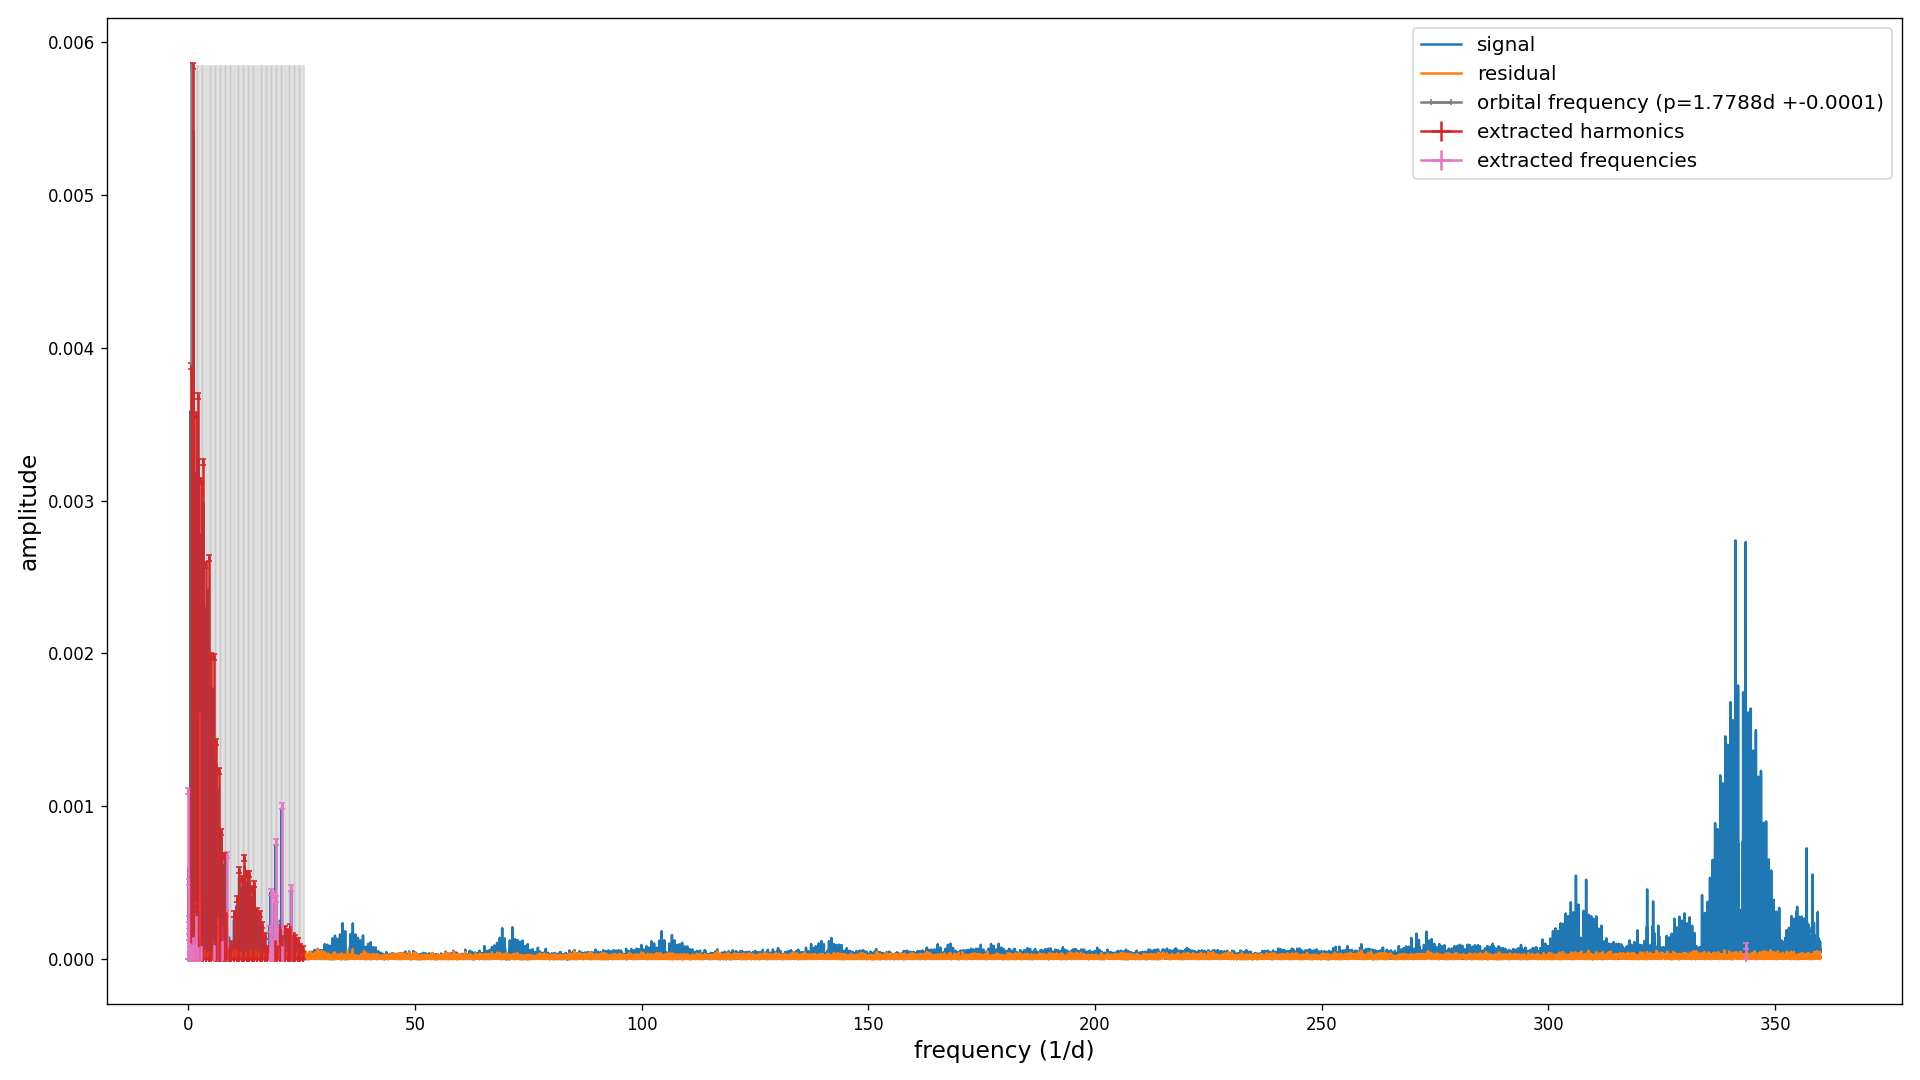 signal
residual
orbital frequency (p=1.7788d +-0.0001)
extracted harmonics
extracted frequencies
0.006
0.005
0.004
0.003
0.002
0.001
0.000
amplitude
0 50 100 150 200 250 300 350
frequency (1/d)